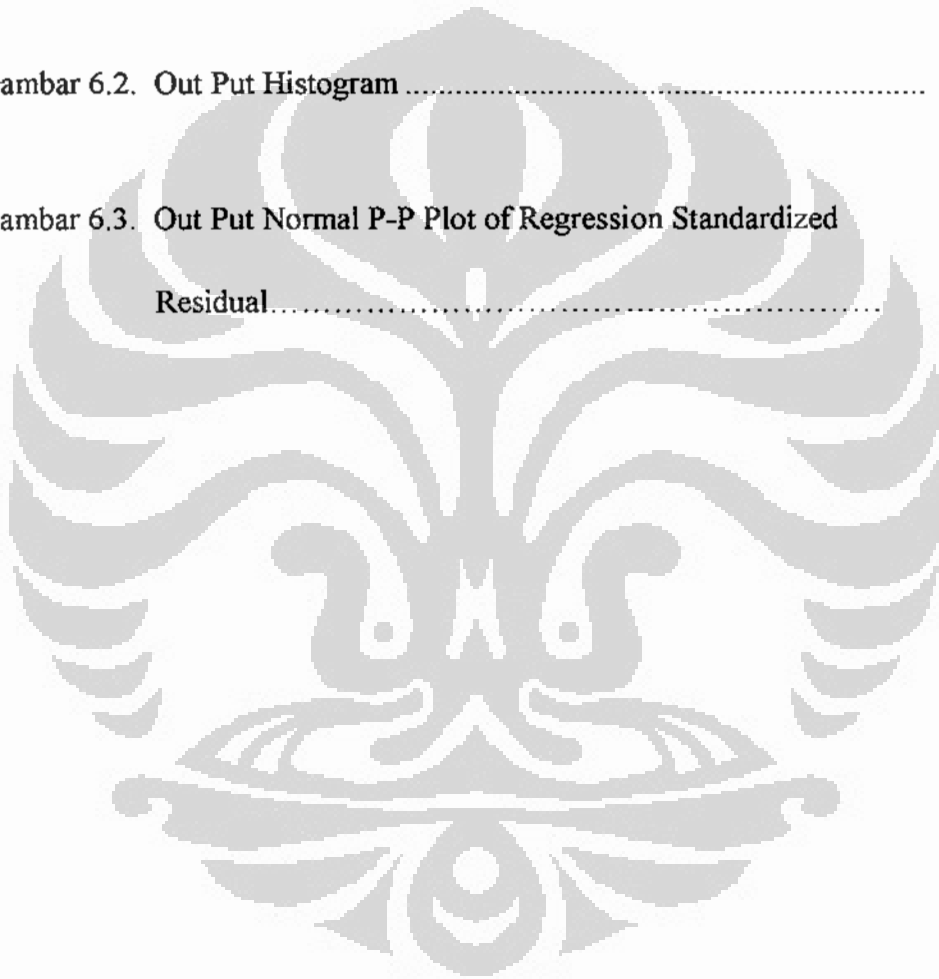 ambar 6.2. Out Put Histogram ............................................................................
ambar 6.3. Out Put Normal P-P Plot of Regression Standardized
Residual..............................................................